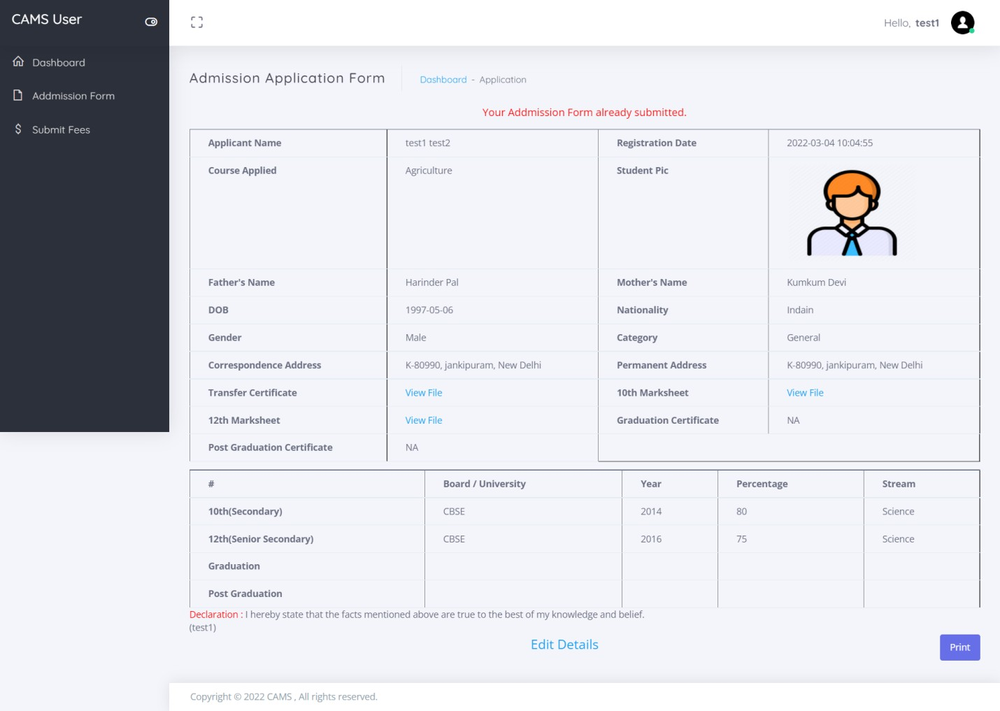 CAMS User
Hello, test1
Dashboard
Addmission Form
$ Submit Fees
Admission Application Form
Dashboard - Application
Your Addmission Form already submitted.
Applicant Name test1 test2 Registration Date 2022-03-04 10:04:55
Course Applied Agriculture Student Pic
Father's Name Harinder Pal Mother's Name Kumkum Devi
DOB 1997-05-06 Nationality Indain
Gender Male Category General
Correspondence Address K-80990, jankipuram, New Delhi Permanent Address K-80990, jankipuram, New Delhi
Transfer Certificate View File 10th Marksheet View File
12th Marksheet View File Graduation Certificate NA
Post Graduation Certificate NA
# Board / University Year Percentage Stream
10th(Secondary) CBSE 2014 80 Science
12th(Senior Secondary) CBSE 2016 75 Science
Graduation
Post Graduation
Declaration : I hereby state that the facts mentioned above are true to the best of my knowledge and belief.
(test1)
Edit Details
Print
Copyright © 2022 CAMS , All rights reserved.